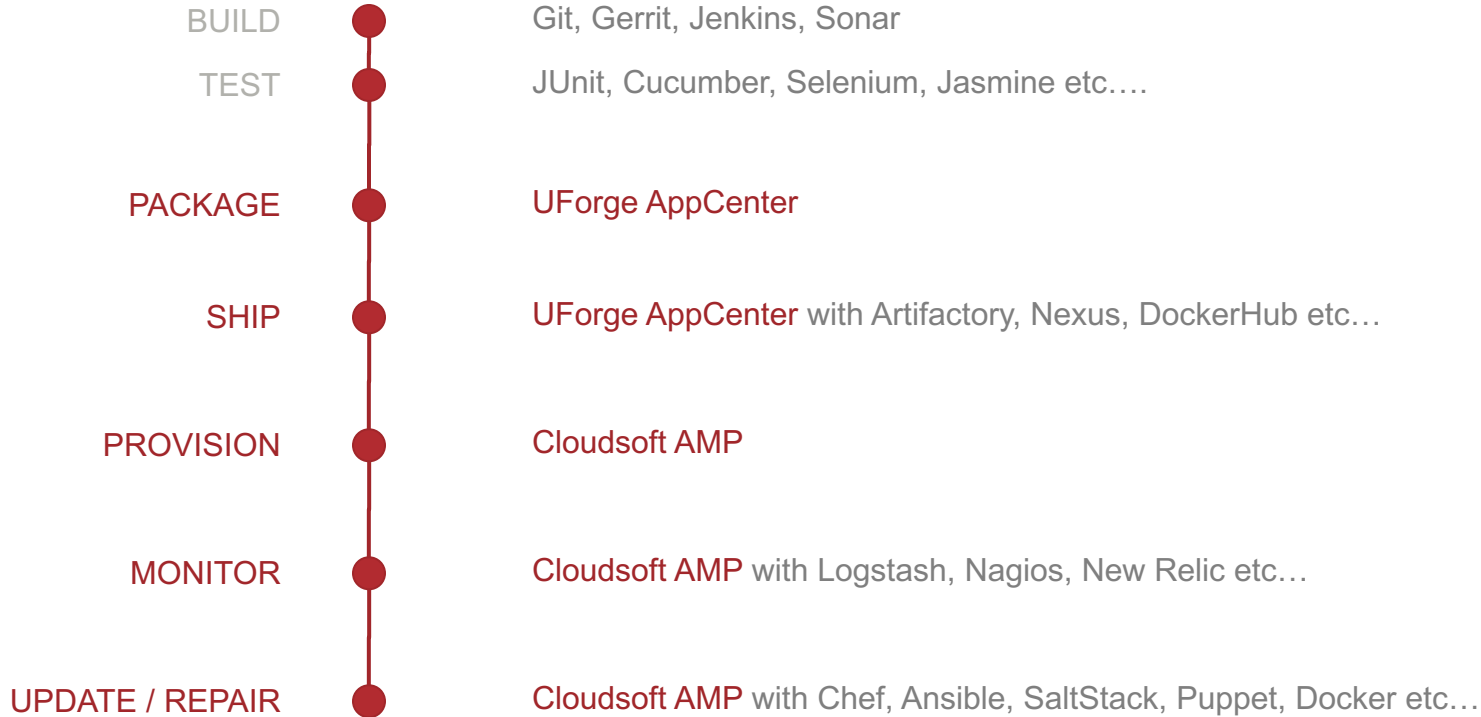 BUILD Git, Gerrit, Jenkins, Sonar
TEST JUnit, Cucumber, Selenium, Jasmine etc....
PACKAGE UForge AppCenter
SHIP UForge AppCenter with Artifactory, Nexus, DockerHub etc…
PROVISION Cloudsoft AMP
MONITOR Cloudsoft AMP with Logstash, Nagios, New Relic etc…
UPDATE / REPAIR Cloudsoft AMP with Chef, Ansible, SaltStack, Puppet, Docker etc…